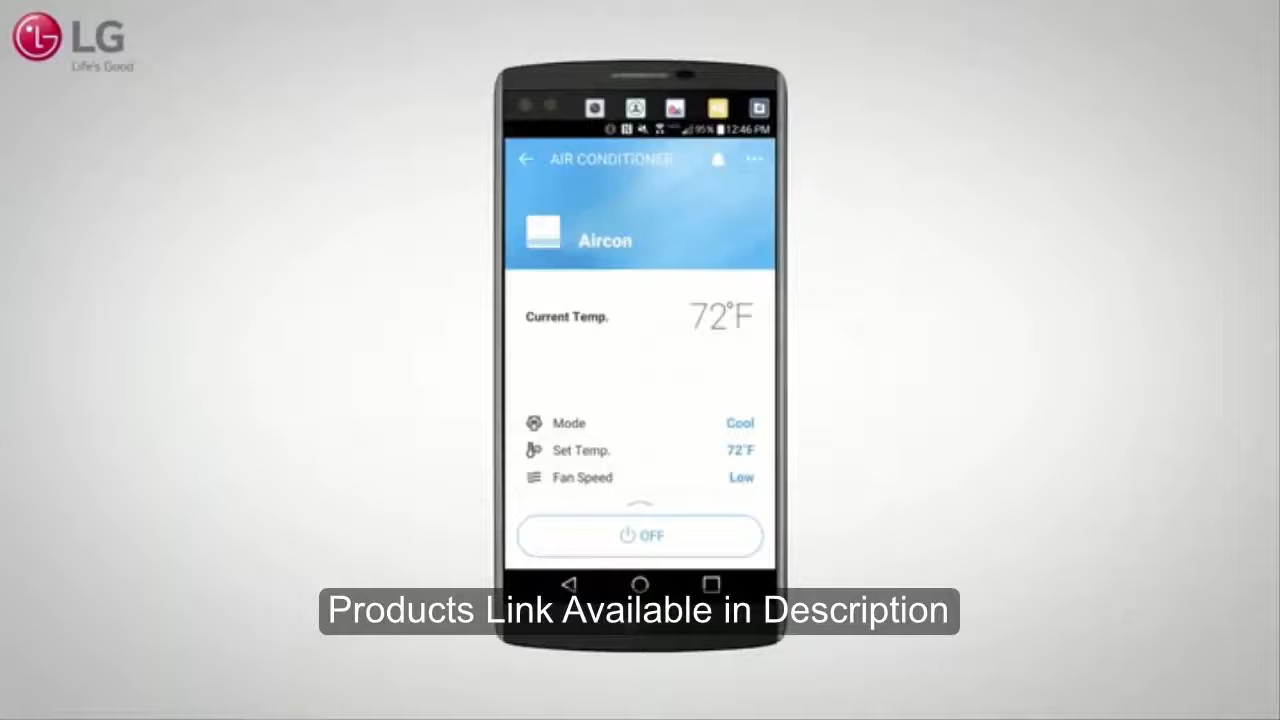 LG
Life's Good
95% 12:46 PM
AIR CONDITIONER
Aircon
Current Temp. 72°F
Mode Cool
Set Temp. 72°F
Fan Speed Low
OFF
Products Link Available in Description